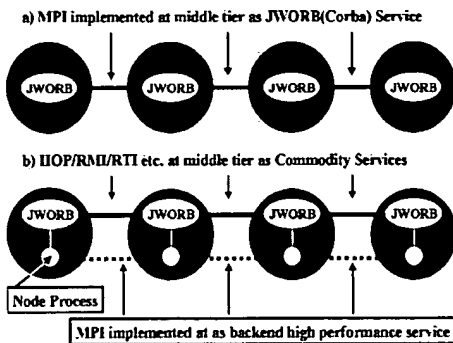 a) MPI implemented at middle tier as JWORB(Corba) Service
JWORB JWORB JWORB JWORB
b) IIOP/RMI/RTI etc. at middle tier as Commodity Services
JWORB JWORB JWORB JWORB
Node Process
MPI implemented at as backend high performance service